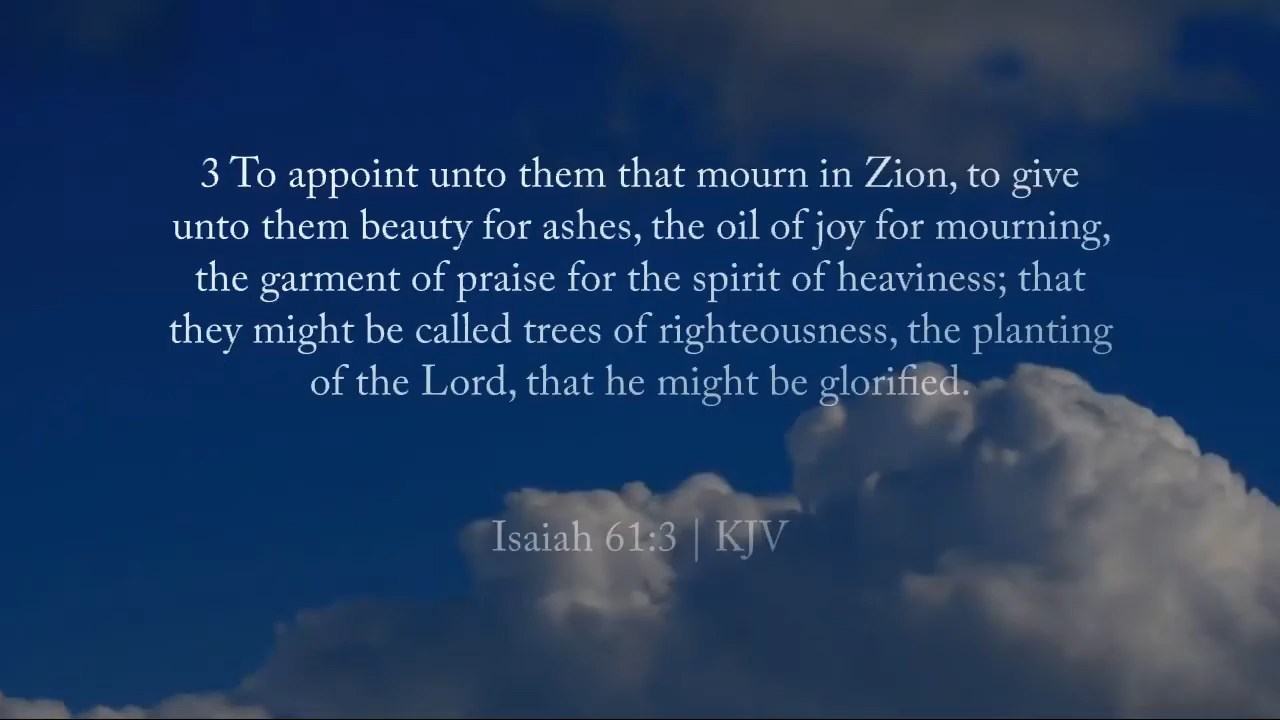 3 To appoint unto them that mourn in Zion, to give
unto them beauty for ashes, the oil of joy for mourning,
the garment of praise for the spirit of heaviness; that
they might be called trees of righteousness, the planting
of the Lord, that he might be glorified.
Isaiah 61:3 | KJV